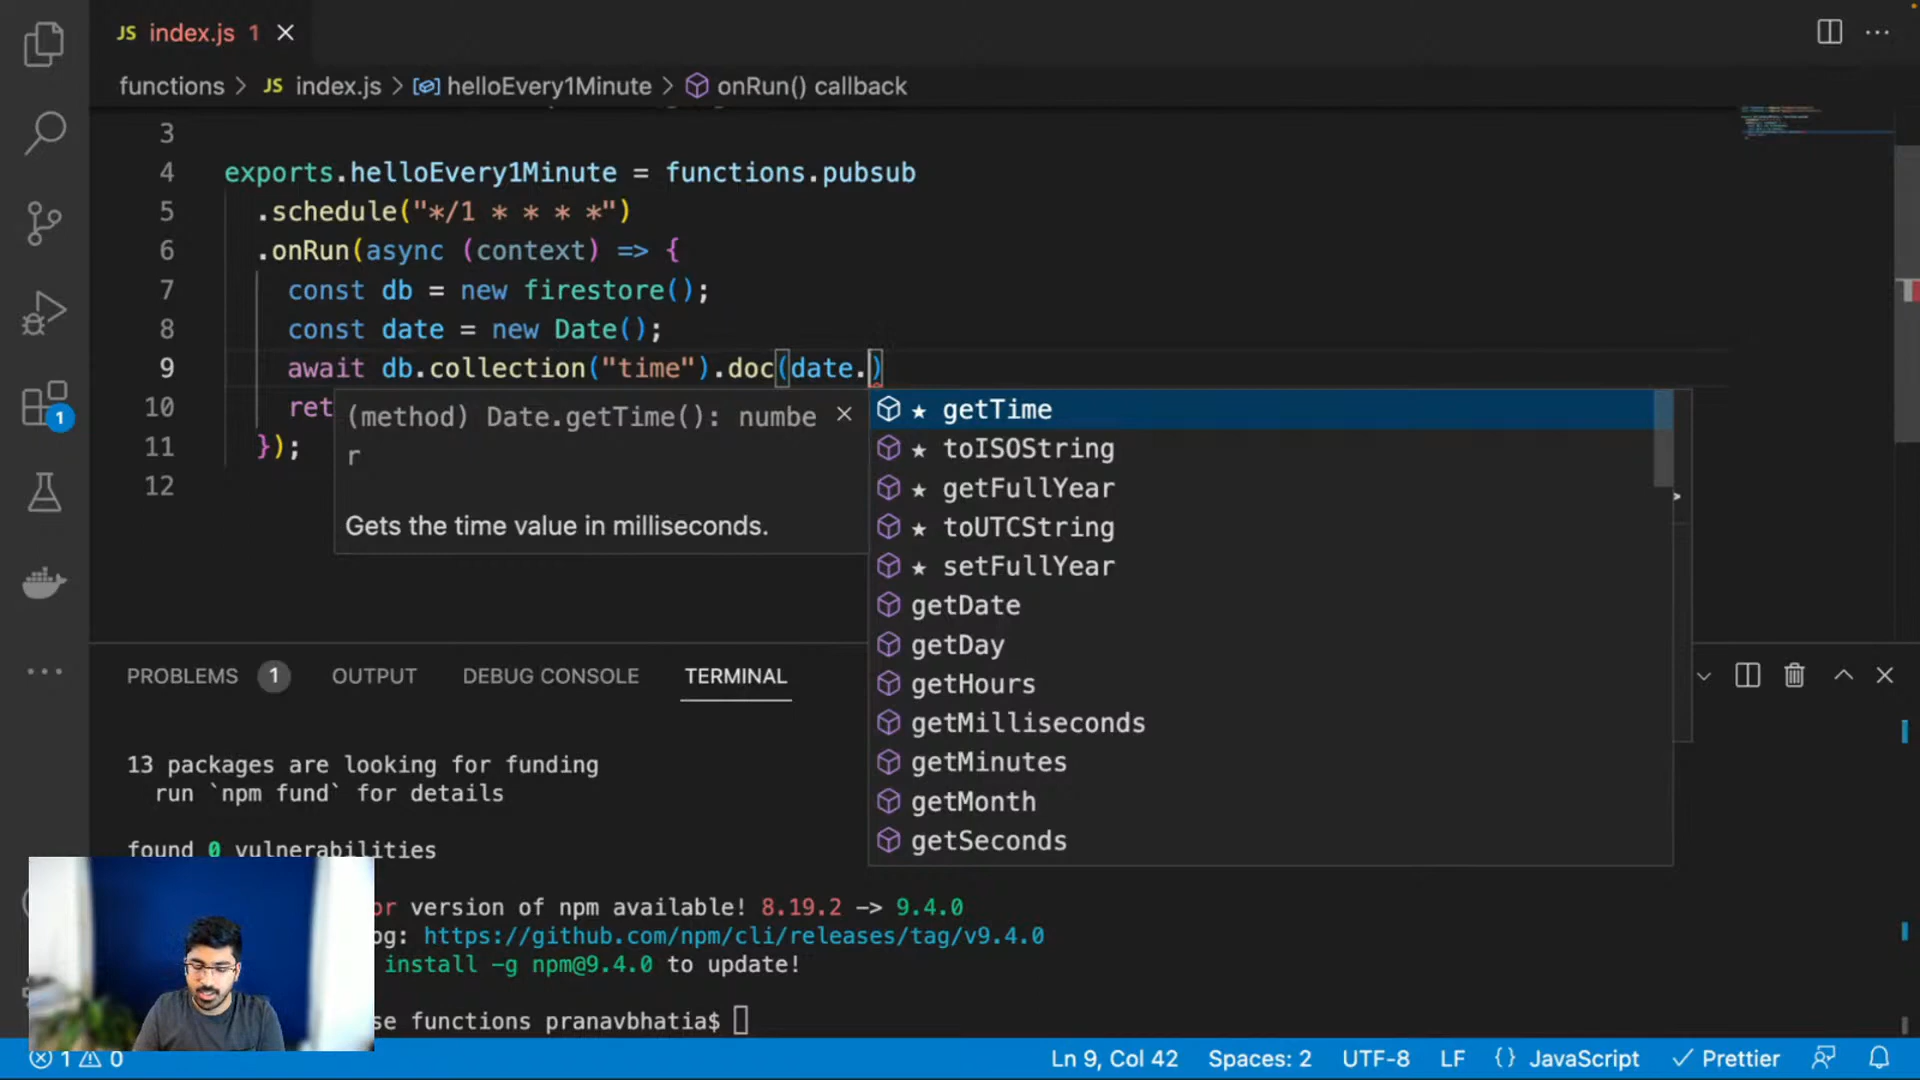 JS index.js 1
functions > JS index.js > helloEvery1Minute > onRun() callback
3
4 exports.helloEvery1Minute = functions.pubsub
5 .schedule("*/1 * * * *")
6 .onRun(async (context) => {
7 const db = new firestore();
8 const date = new Date();
9 await db.collection("time").doc(date.)
10 ret
11 });
12
(method) Date.getTime(): numbe
r
Gets the time value in milliseconds.
★ getTime
★ toISOString
★ getFullYear
★ toUTCString
★ setFullYear
getDate
getDay
getHours
getMilliseconds
getMinutes
getMonth
getSeconds
1
PROBLEMS 1 OUTPUT DEBUG CONSOLE TERMINAL
13 packages are looking for funding
run `npm fund` for details
found 0 vulnerabilities
or version of npm available! 8.19.2 -> 9.4.0
og: https://github.com/npm/cli/releases/tag/v9.4.0
install -g npm@9.4.0 to update!
se functions pranavbhatia$
1 0 Ln 9, Col 42 Spaces: 2 UTF-8 LF {} JavaScript Prettier